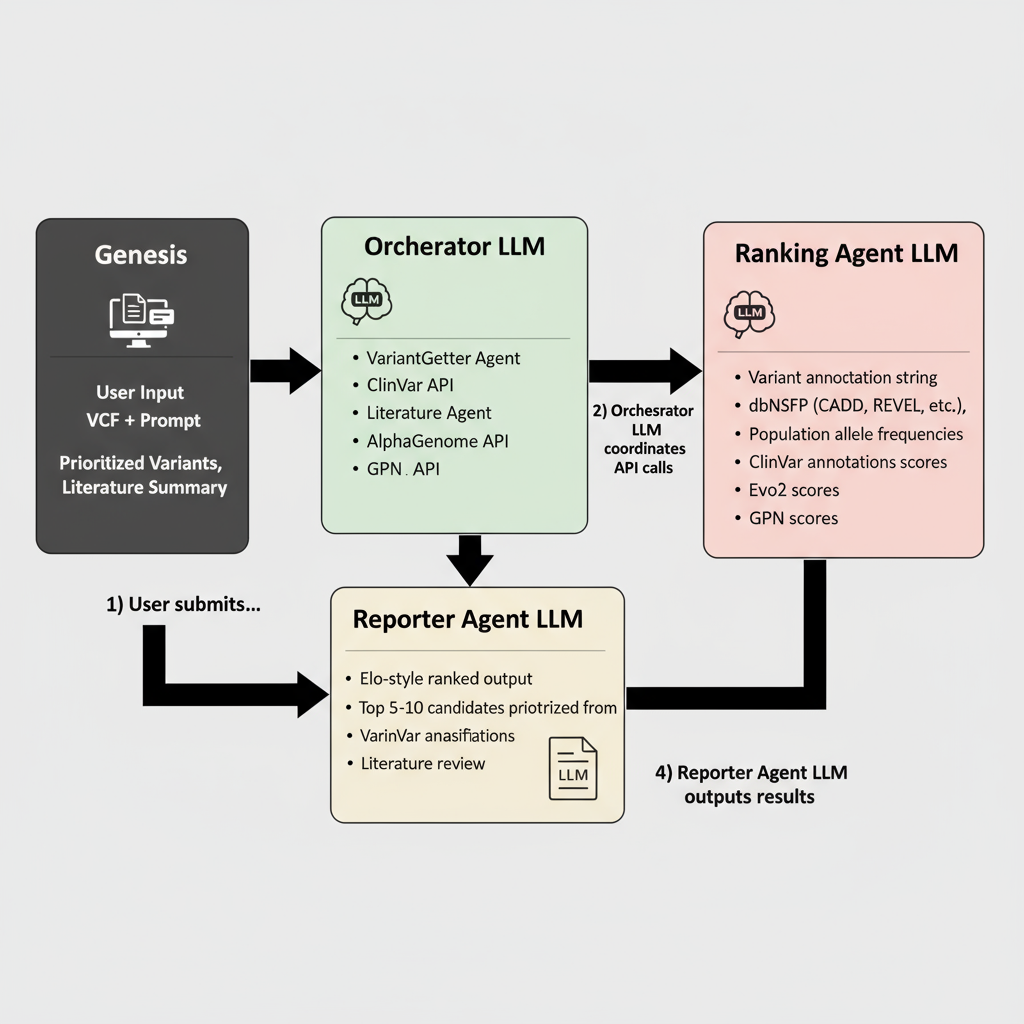 Genesis
User Input
VCF + Prompt
Prioritized Variants,
Literature Summary
Orcherator LLM
LLM
• VariantGetter Agent
• ClinVar API
• Literature Agent
• AlphaGenome API
• GPN . API
2) Orchesrator
LLM
coordinates
API calls
Ranking Agent LLM
LLM
• Variant annoctation string
• dbNSFP (CADD, REVEL, etc.),
• Population allele frequencies
• ClinVar annotations scores
• Evo2 scores
• GPN scores
1) User submits...
Reporter Agent LLM
• Elo-style ranked output
• Top 5-10 candidates priotrized from
• VarinVar anasifiations
• Literature review
LLM
4) Reporter Agent LLM
outputs results